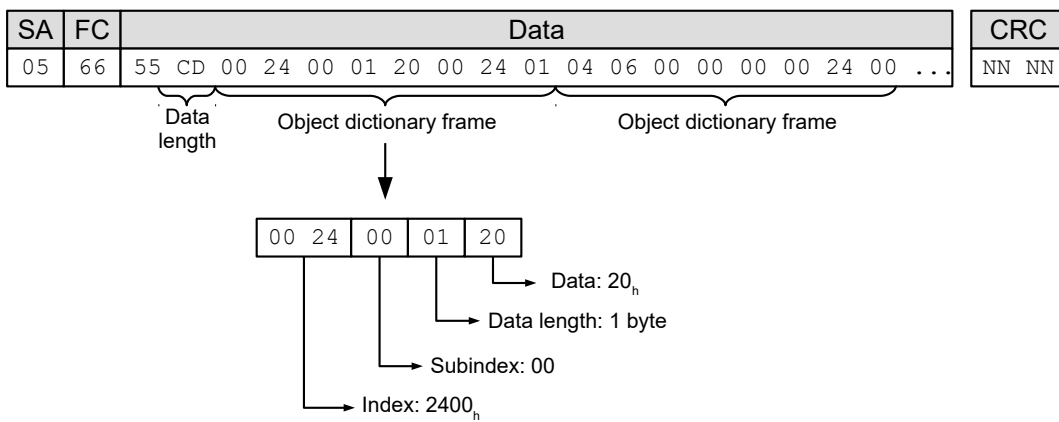 SA FC Data CRC
05 66 55 CD 00 24 00 01 20 00 24 01 04 06 00 00 00 00 24 00 ... NN NN
Data length
Object dictionary frame
Object dictionary frame
00 24 00 01 20
Data: 20h
Data length: 1 byte
Subindex: 00
Index: 2400h